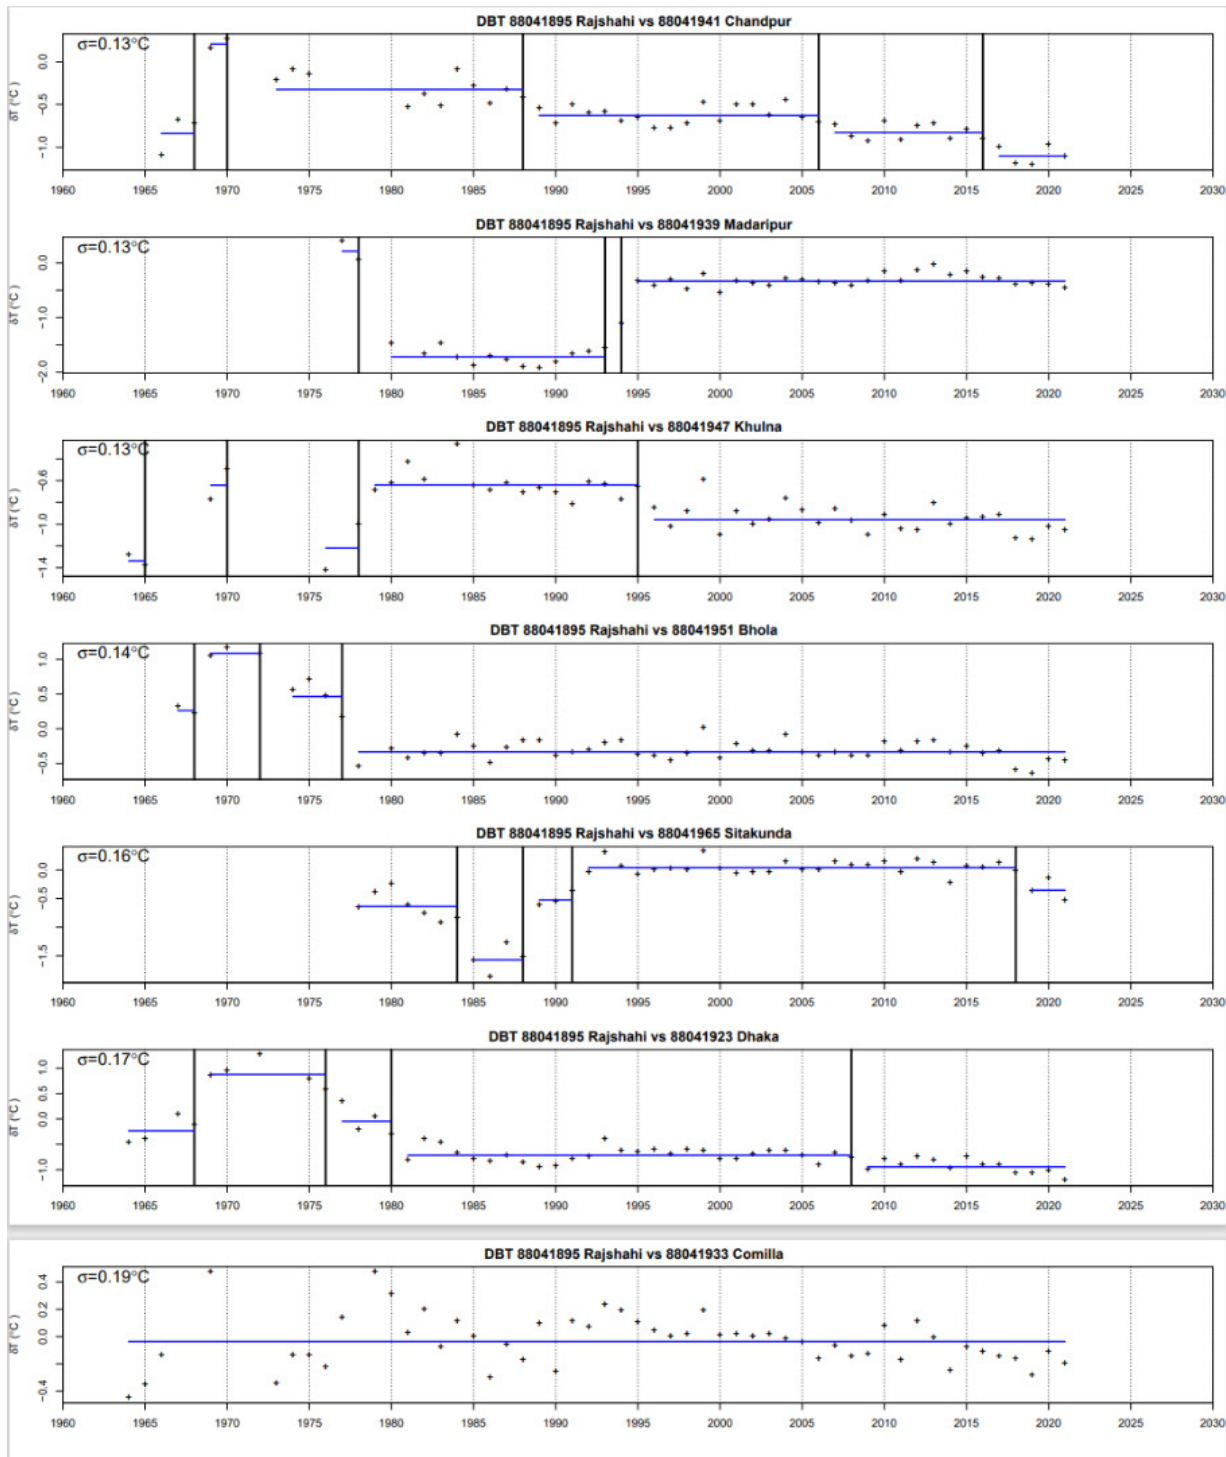 DBT 88041895 Rajshahi vs 88041941 Chandpur
σ=0.13°C
δT (°C )
0.0
−0.5
−1.0
1960 1965 1970 1975 1980 1985 1990 1995 2000 2005 2010 2015 2020 2025 2030
DBT 88041895 Rajshahi vs 88041939 Madaripur
σ=0.13°C
δT (°C )
0.0
−1.0
−2.0
1960 1965 1970 1975 1980 1985 1990 1995 2000 2005 2010 2015 2020 2025 2030
DBT 88041895 Rajshahi vs 88041947 Khulna
σ=0.13°C
δT (°C )
−0.6
−1.0
−1.4
1960 1965 1970 1975 1980 1985 1990 1995 2000 2005 2010 2015 2020 2025 2030
DBT 88041895 Rajshahi vs 88041951 Bhola
σ=0.14°C
δT (°C )
1.0
0.5
0.0
−0.5
1960 1965 1970 1975 1980 1985 1990 1995 2000 2005 2010 2015 2020 2025 2030
DBT 88041895 Rajshahi vs 88041965 Sitakunda
σ=0.16°C
δT (°C )
0.0
−0.5
−1.5
1960 1965 1970 1975 1980 1985 1990 1995 2000 2005 2010 2015 2020 2025 2030
DBT 88041895 Rajshahi vs 88041923 Dhaka
σ=0.17°C
δT (°C )
1.0
0.5
0.0
−1.0
1960 1965 1970 1975 1980 1985 1990 1995 2000 2005 2010 2015 2020 2025 2030
DBT 88041895 Rajshahi vs 88041933 Comilla
σ=0.19°C
δT (°C )
0.4
0.2
0.0
−0.4
1960 1965 1970 1975 1980 1985 1990 1995 2000 2005 2010 2015 2020 2025 2030